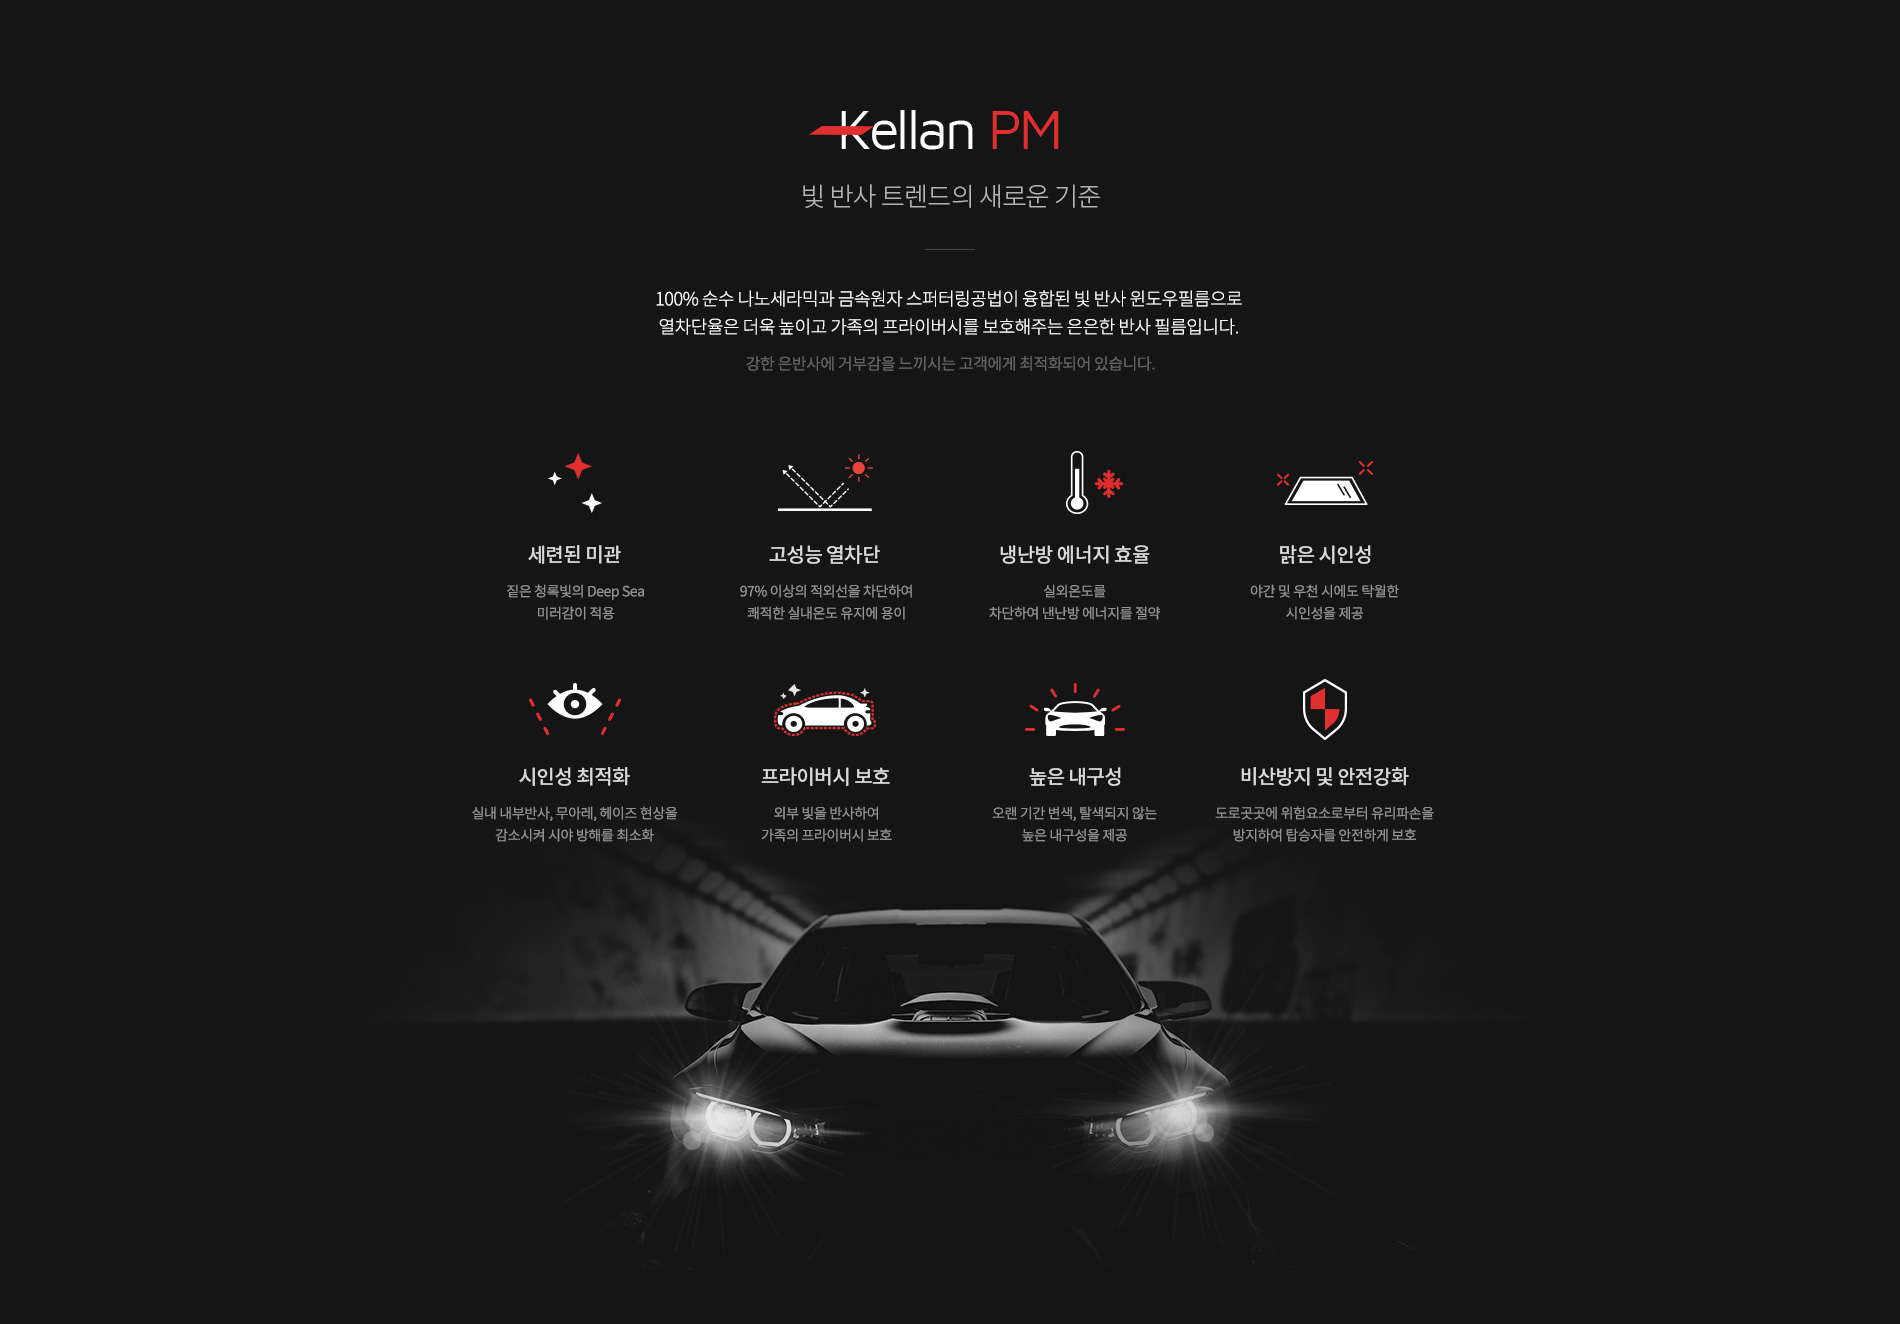 Kellan PM
빛 반사 트렌드의 새로운 기준
100% 순수 나노세라믹과 금속원자 스퍼터링공법이 융합된 빛 반사 윈도우필름으로
열차단율은 더욱 높이고 가족의 프라이버시를 보호해주는 은은한 반사 필름입니다.
강한 은반사에 거부감을 느끼시는 고객에게 최적화되어 있습니다.
세련된 미관
짙은 청록빛의 Deep Sea
미러감이 적용
고성능 열차단
97% 이상의 적외선을 차단하여
쾌적한 실내온도 유지에 용이
냉난방 에너지 효율
실외온도를
차단하여 낸난방 에너지를 절약
맑은 시인성
야간 및 우천 시에도 탁월한
시인성을 제공
시인성 최적화
실내 내부반사, 무아레, 헤이즈 현상을
감소시켜 시야 방해를 최소화
프라이버시 보호
외부 빛을 반사하여
가족의 프라이버시 보호
높은 내구성
오랜 기간 변색, 탈색되지 않는
높은 내구성을 제공
비산방지 및 안전강화
도로곳곳에 위험요소로부터 유리파손을
방지하여 탑승자를 안전하게 보호